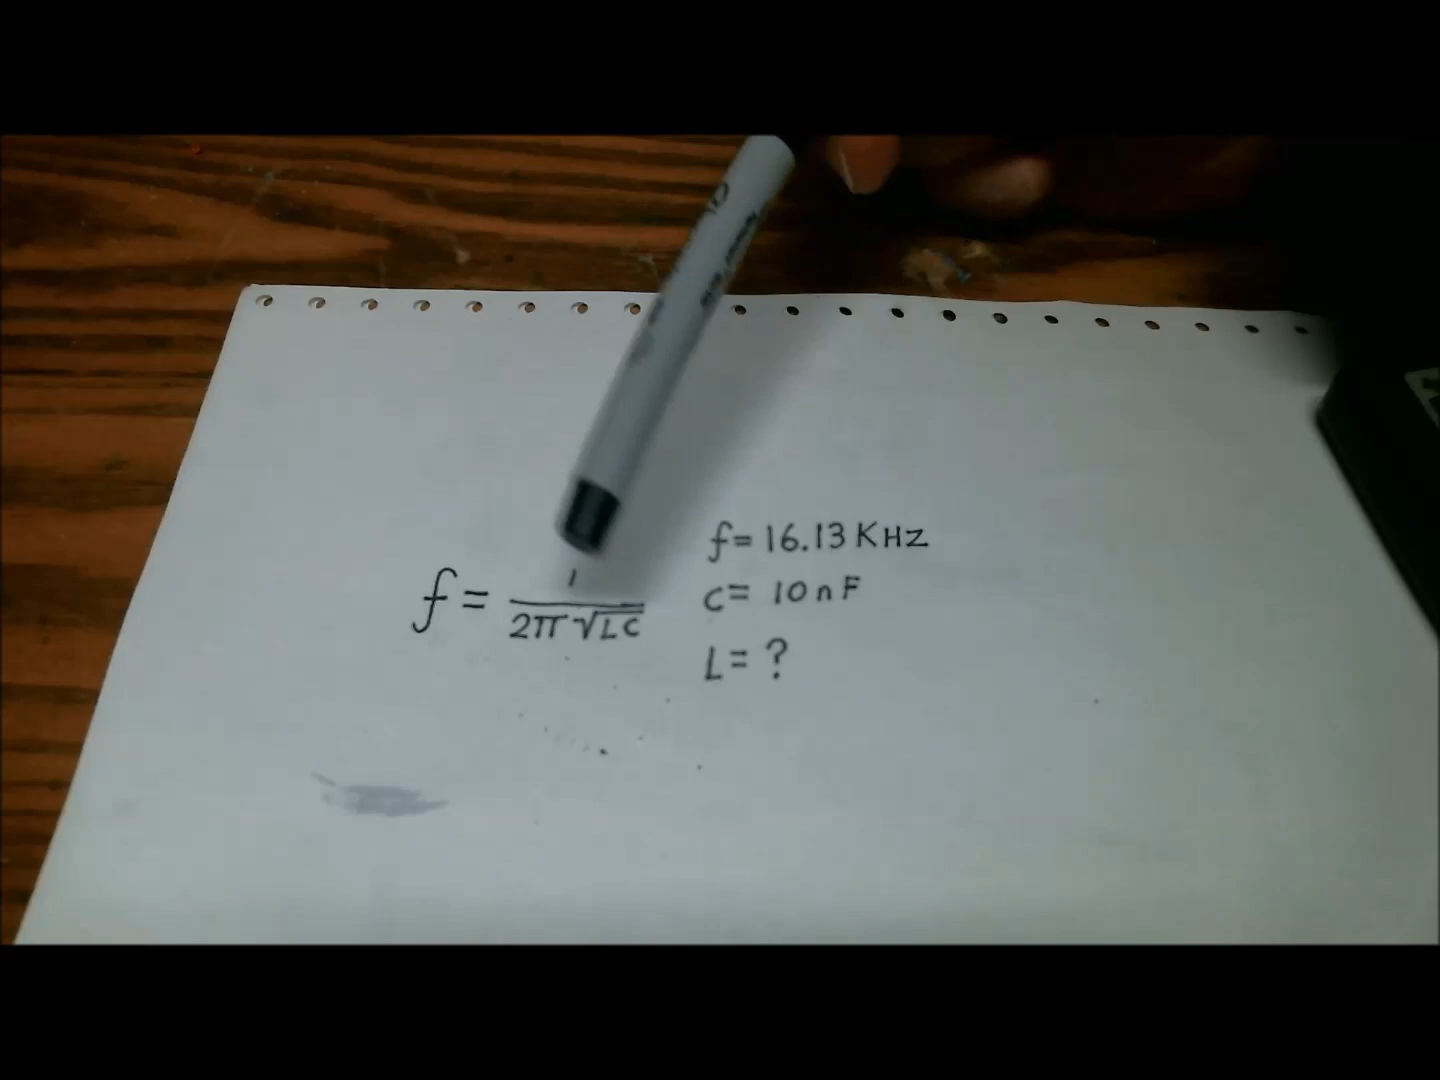 f = 1 / 2π √LC
f= 16.13 KHz
C= 10nF
L= ?